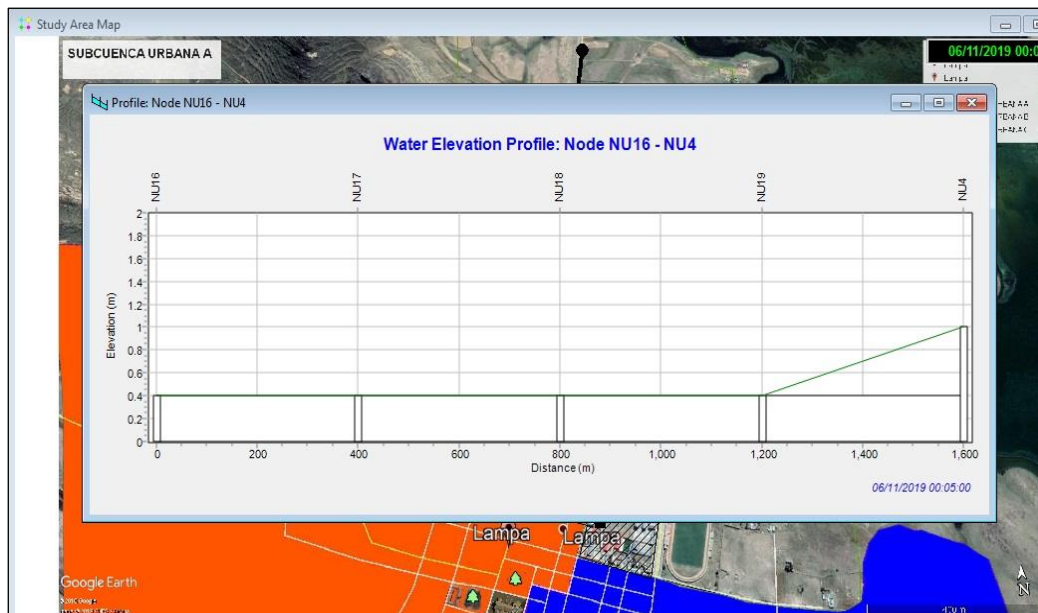 Study Area Map
SUBCUENCA URBANA A
06/11/2019 00:0
Lampa
Profile: Node NU16 - NU4
Water Elevation Profile: Node NU16 - NU4
NU16
NU17
NU18
NU19
NU4
2
1.8
1.6
1.4
1.2
1
0.8
0.6
0.4
0.2
0
Elevation (m)
0 200 400 600 800 1,000 1,200 1,400 1,600
Distance (m)
06/11/2019 00:05:00
Lampa
Lampa
Google Earth
N